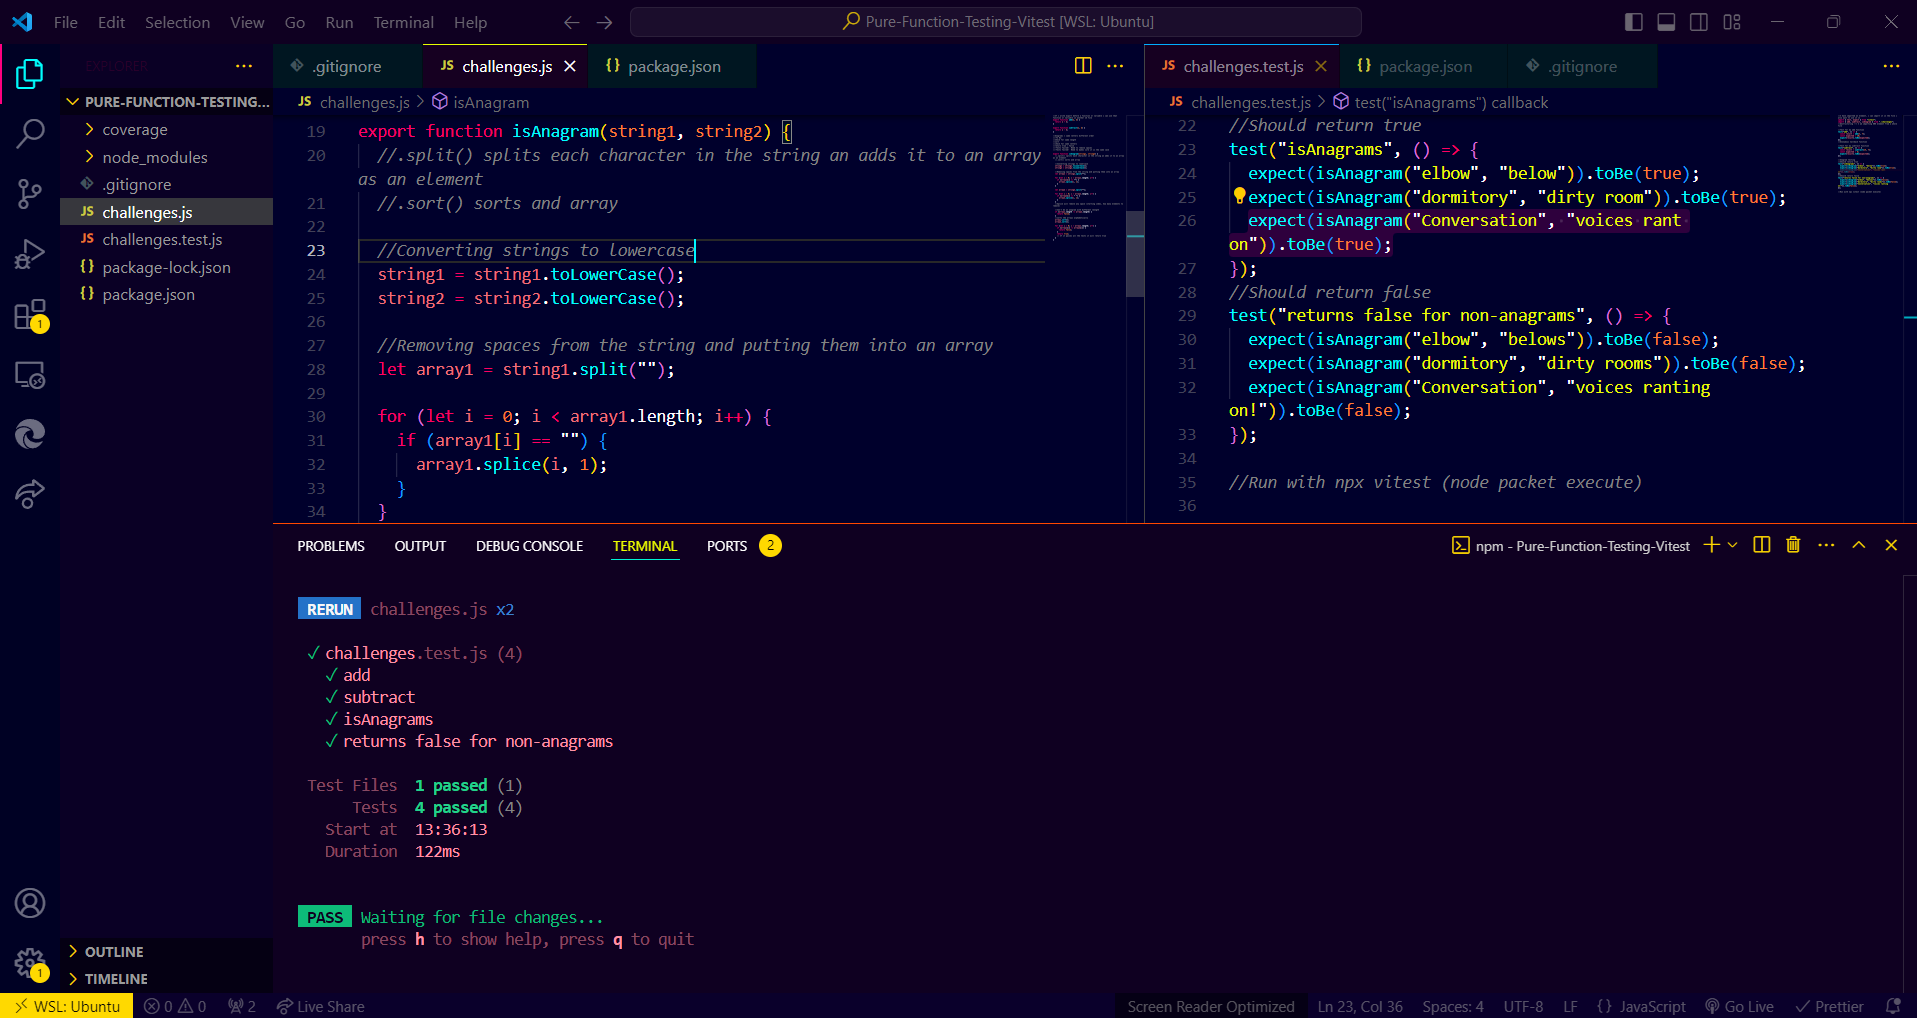 File Edit Selection View Go Run Terminal Help
Pure-Function-Testing-Vitest [WSL: Ubuntu]
EXPLORER
PURE-FUNCTION-TESTING...
coverage
node_modules
.gitignore
JS challenges.js
JS challenges.test.js
{} package-lock.json
{} package.json
OUTLINE
TIMELINE
1
1
.gitignore
JS challenges.js
{} package.json
JS challenges.js > isAnagram
19 export function isAnagram(string1, string2) {
20 //.split() splits each character in the string an adds it to an array
as an element
21 //.sort() sorts and array
22
23 //Converting strings to lowercase
24 string1 = string1.toLowerCase();
25 string2 = string2.toLowerCase();
26
27 //Removing spaces from the string and putting them into an array
28 let array1 = string1.split("");
29
30 for (let i = 0; i < array1.length; i++) {
31 if (array1[i] == "") {
32 array1.splice(i, 1);
33 }
34 }
JS challenges.test.js
{} package.json
.gitignore
JS challenges.test.js > test("isAnagrams") callback
22 //Should return true
23 test("isAnagrams", () => {
24 expect(isAnagram("elbow", "below")).toBe(true);
25 expect(isAnagram("dormitory", "dirty room")).toBe(true);
26 expect(isAnagram("Conversation", "voices rant
on")).toBe(true);
27 });
28 //Should return false
29 test("returns false for non-anagrams", () => {
30 expect(isAnagram("elbow", "belows")).toBe(false);
31 expect(isAnagram("dormitory", "dirty rooms")).toBe(false);
32 expect(isAnagram("Conversation", "voices ranting
on!")).toBe(false);
33 });
34
35 //Run with npx vitest (node packet execute)
36
PROBLEMS OUTPUT DEBUG CONSOLE TERMINAL PORTS 2
npm - Pure-Function-Testing-Vitest
RERUN challenges.js x2
✓ challenges.test.js (4)
✓ add
✓ subtract
✓ isAnagrams
✓ returns false for non-anagrams
Test Files 1 passed (1)
Tests 4 passed (4)
Start at 13:36:13
Duration 122ms
PASS Waiting for file changes...
press h to show help, press q to quit
WSL: Ubuntu 0 0 2 Live Share Screen Reader Optimized Ln 23, Col 36 Spaces: 4 UTF-8 LF {} JavaScript Go Live Prettier